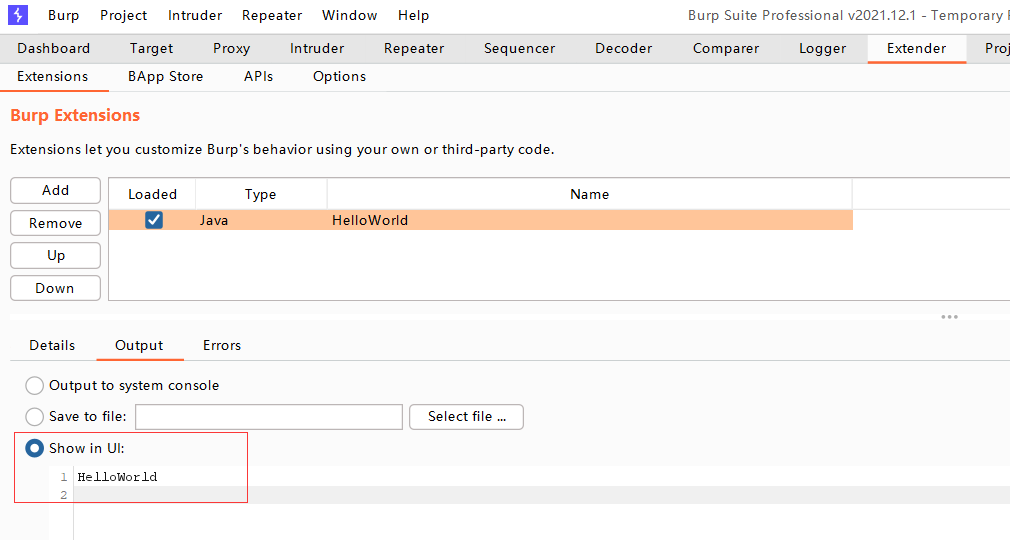 Burp Project Intruder Repeater Window Help Burp Suite Professional v2021.12.1 - Temporary
Dashboard Target Proxy Intruder Repeater Sequencer Decoder Comparer Logger Extender Proj
Extensions BApp Store APIs Options
Burp Extensions
Extensions let you customize Burp's behavior using your own or third-party code.
Add
Remove
Up
Down
Loaded Type Name
Java HelloWorld
Details Output Errors
Output to system console
Save to file: Select file ...
Show in UI:
1 HelloWorld
2